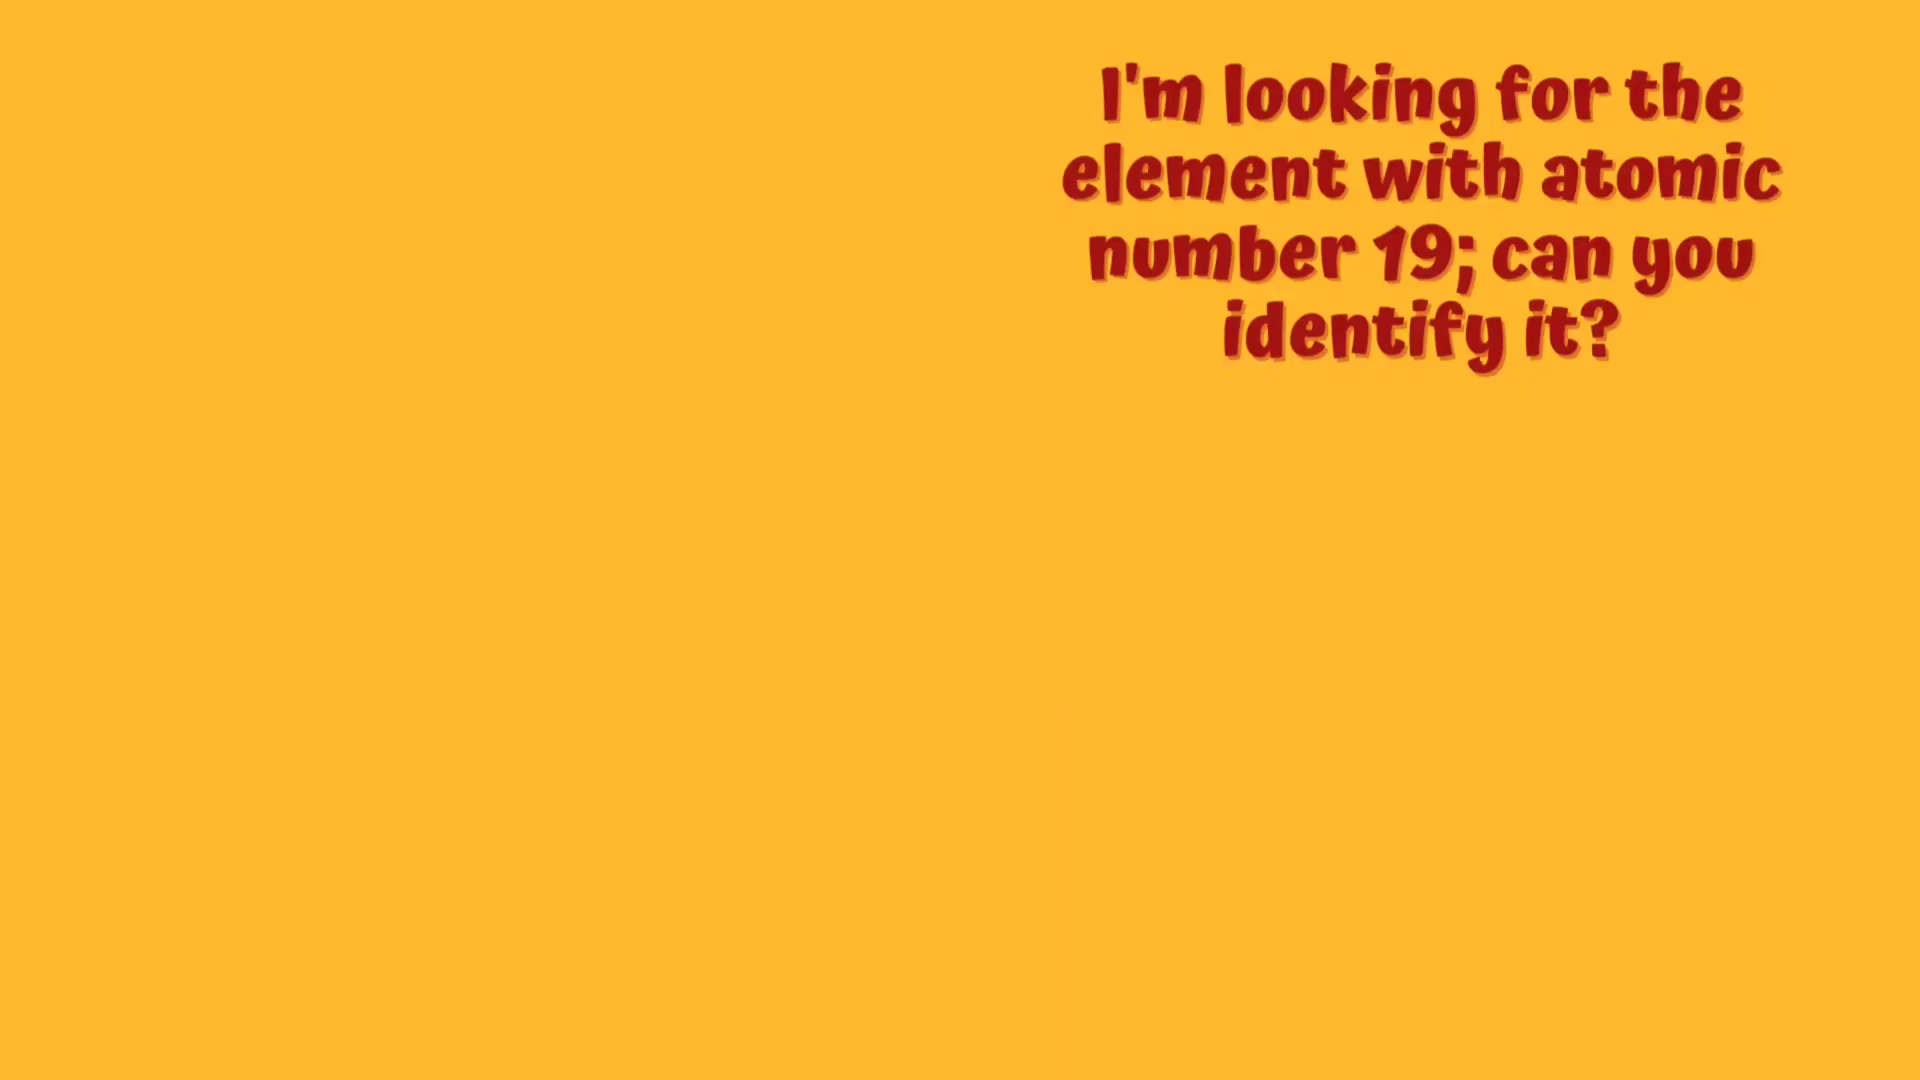 I'm looking for the
element with atomic
number 19; can you
identify it?